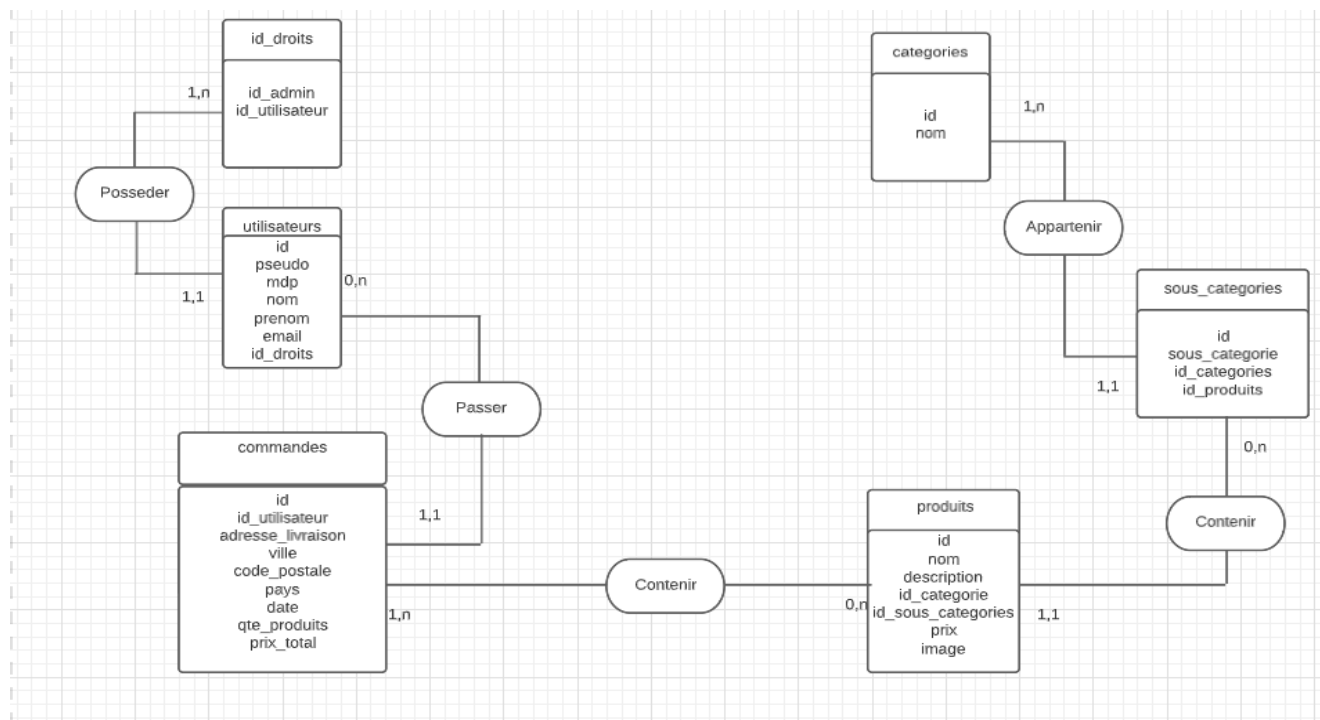 id_droits
id_admin
id_utilisateur
1,n
Posseder
1,1
utilisateurs
id
pseudo
mdp
nom
prenom
email
id_droits
0,n
Passer
1,1
commandes
id
id_utilisateur
adresse_livraison
ville
code_postale
pays
date
qte_produits
prix_total
1,n
Contenir
0,n
categories
id
nom
1,n
Appartenir
1,1
sous_categories
id
sous_categorie
id_categories
id_produits
0,n
Contenir
1,1
produits
id
nom
description
id_categorie
id_sous_categories
prix
image